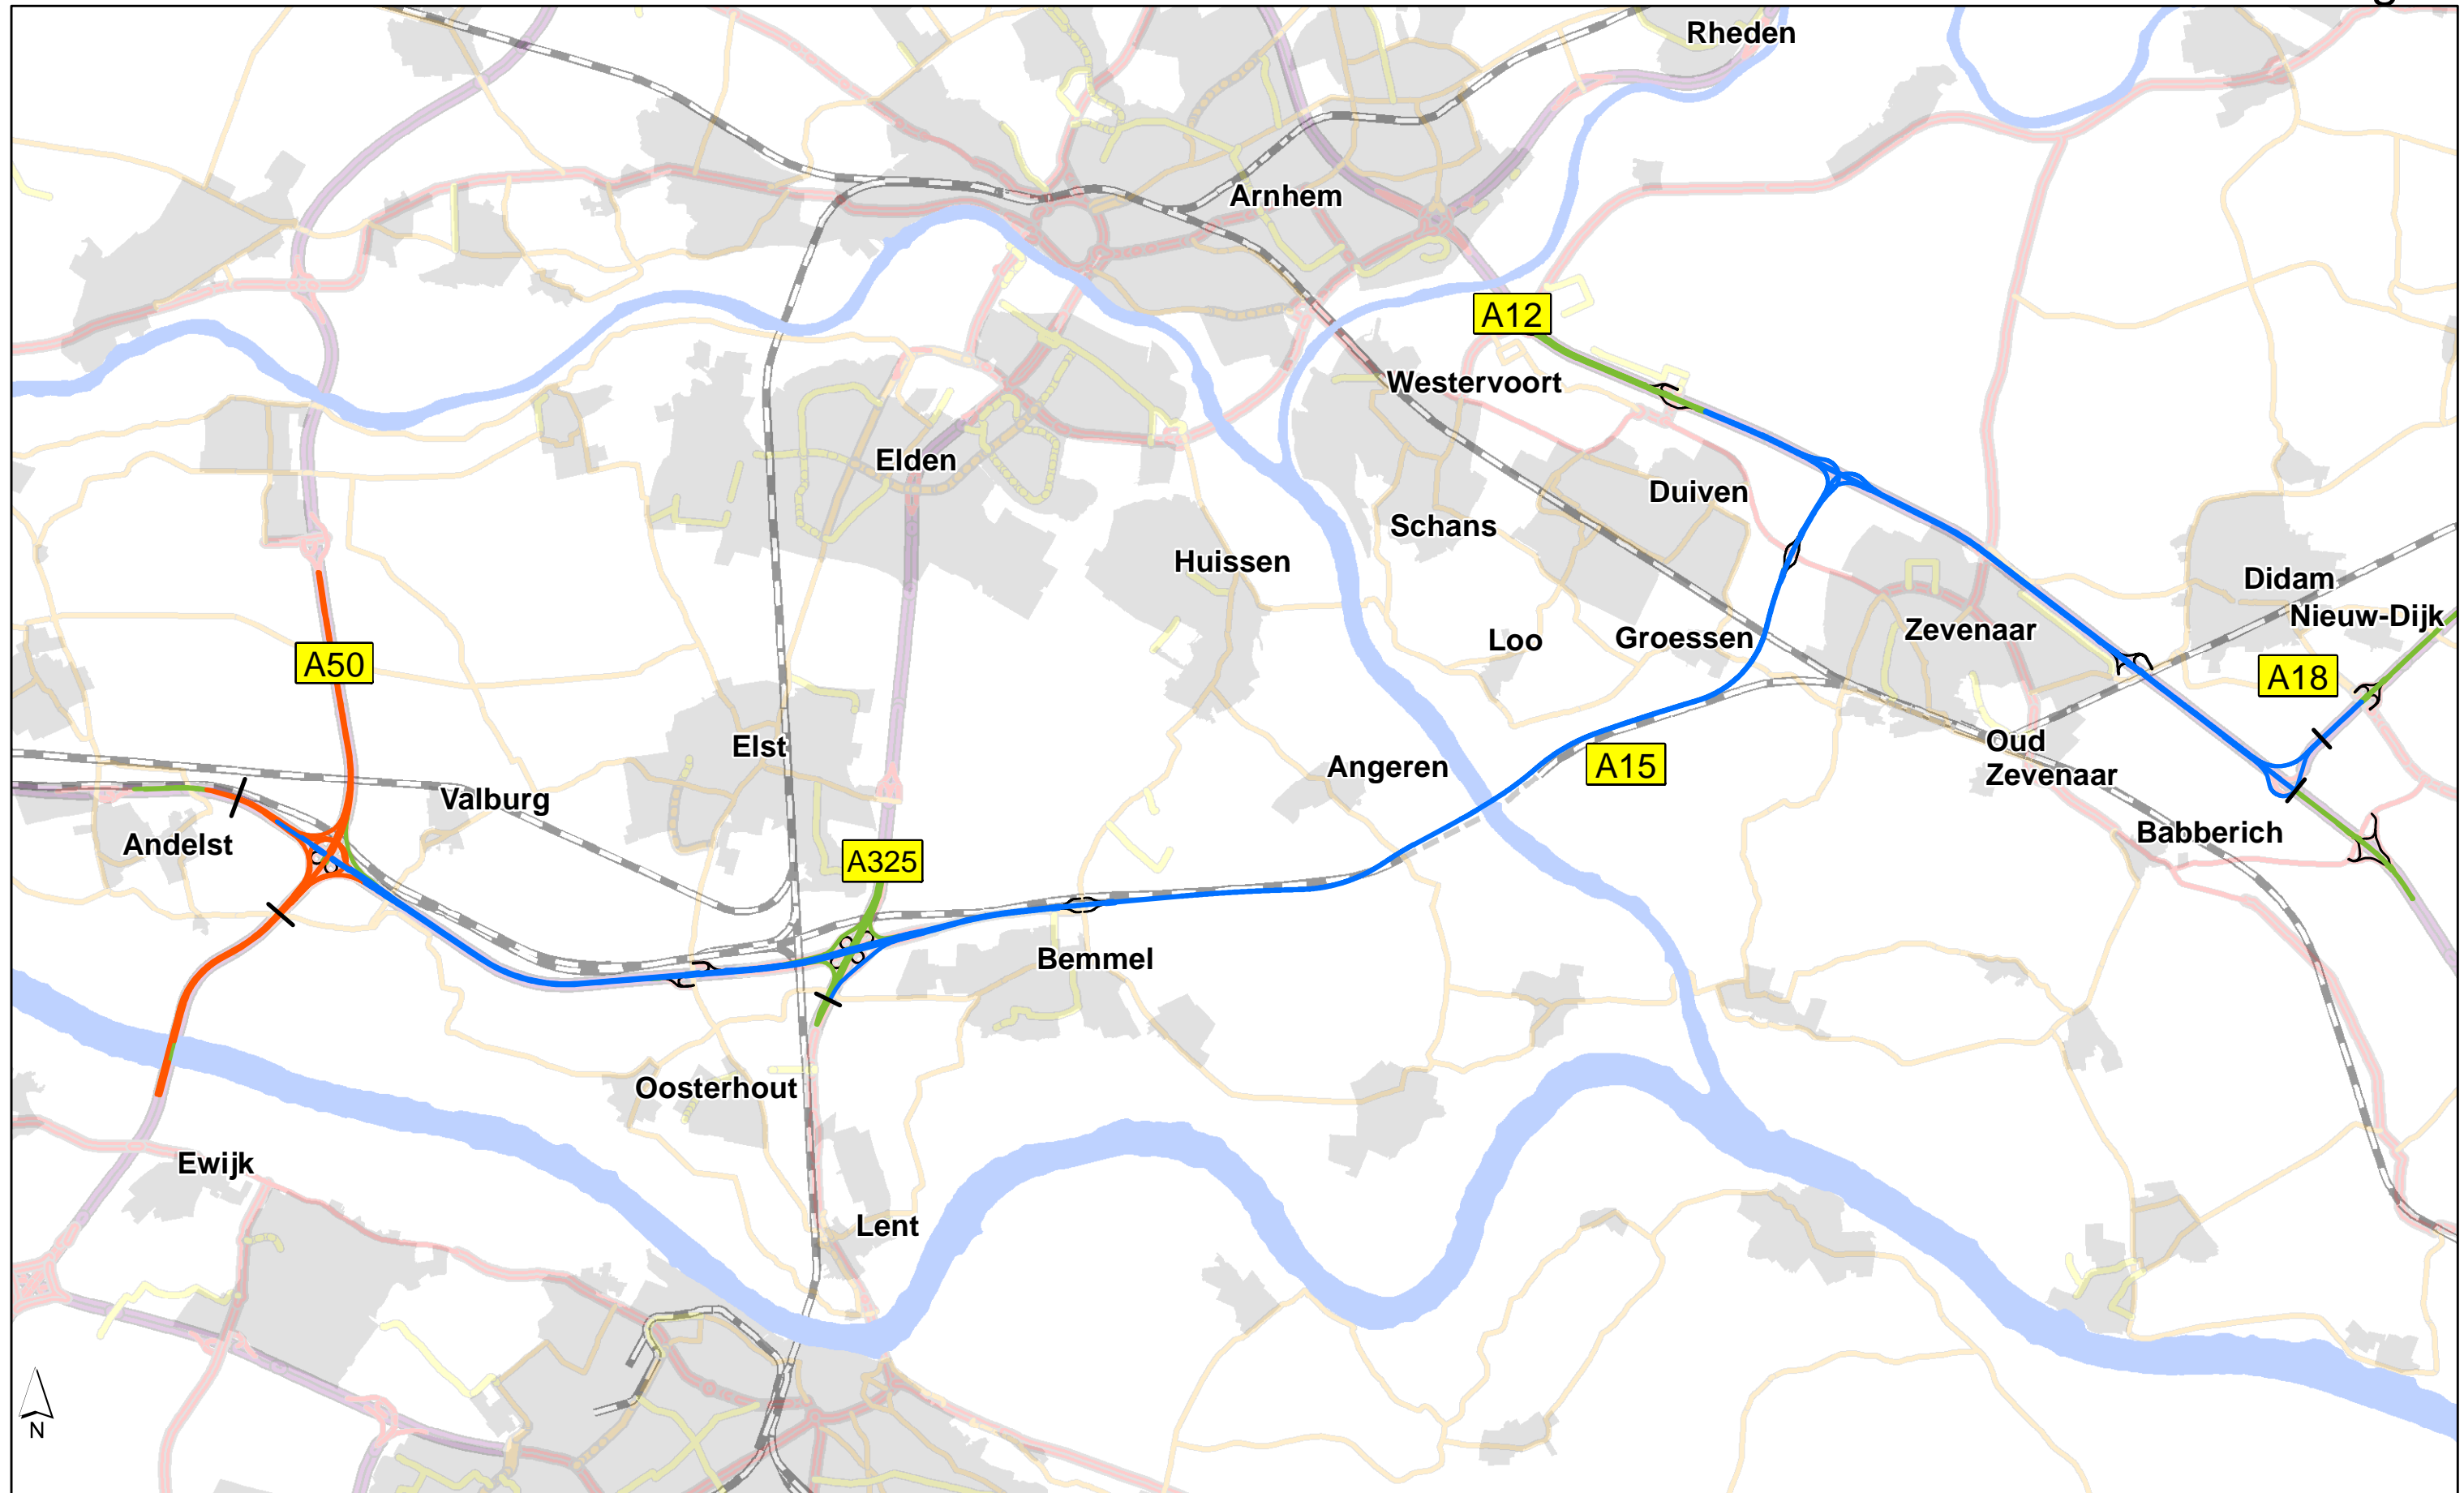 g
Rheden
Arnhem
A12
Westervoort
Elden
Duiven
Schans
Huissen
Didam
Nieuw-Dijk
Loo
Groessen
Zevenaar
A50
A18
Elst
Oud
Zevenaar
Angeren
A15
Valburg
Andelst
Babberich
A325
Bemmel
Oosterhout
Ewijk
Lent
N